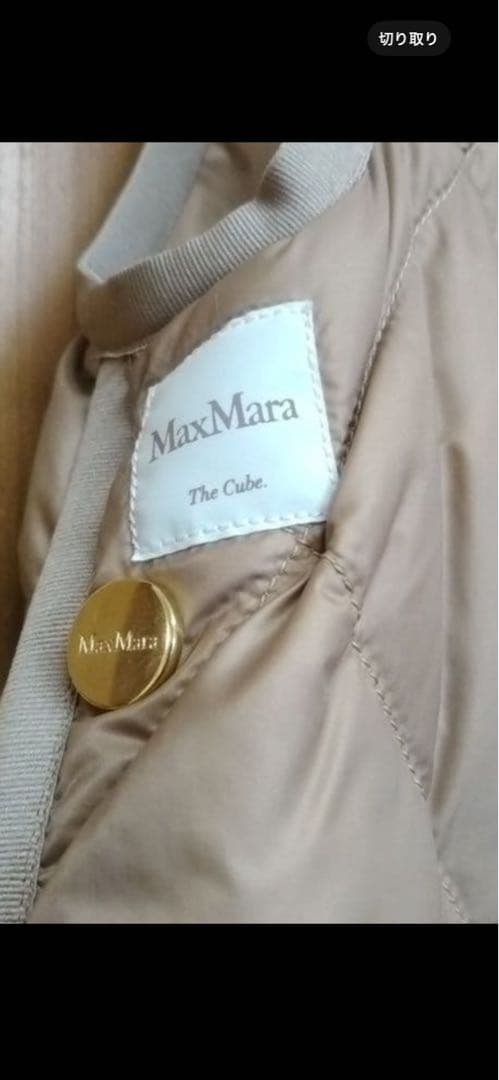 切り取り
MaxMara
The Cube.
MaxMara